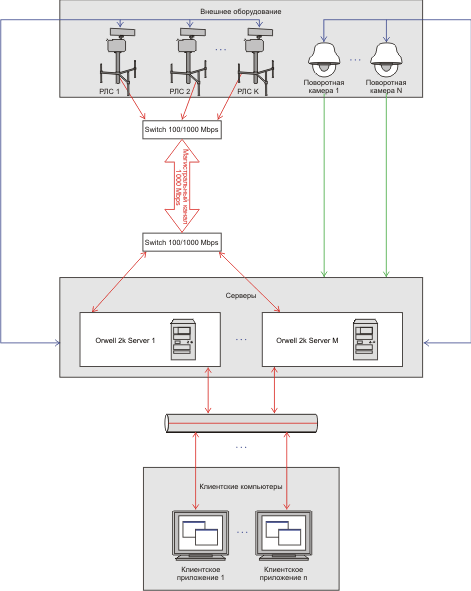 Внешнее оборудование
РЛС 1
РЛС 2
РЛС K
Поворотная
камера 1
Поворотная
камера N
Switch 100/1000 Mbps
Магистральный канал
1000 Mbps
Switch 100/1000 Mbps
Серверы
Orwell 2k Server 1
Orwell 2k Server M
Клиентские компьютеры
Клиентское
приложение 1
Клиентское
приложение n